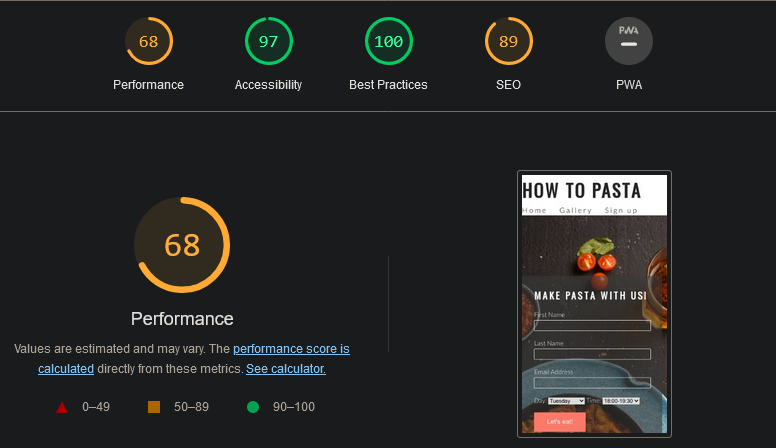 68
97
100
89
PWA
Performance
Accessibility
Best Practices
SEO
PWA
HOW TO PASTA
Home Gallery Sign up
68
MAKE PASTA WITH US!
Performance
First Name
Values are estimated and may vary. The performance score is
Last Name
calculated directly from these metrics. See calculator.
Email Address
0–49
50–89
90–100
Day: Tuesday Time: 18:00-19:30
Let's eat!